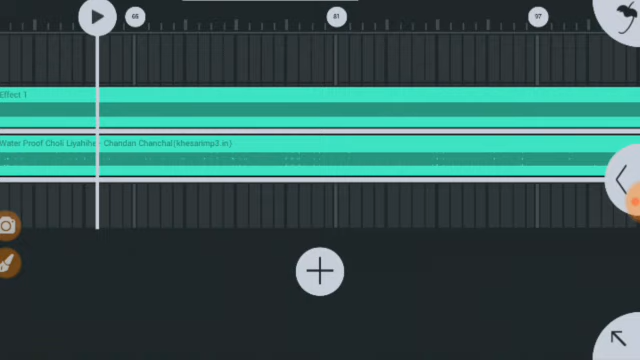 65
81
97
Effect 1
Water Proof Choli Liyahihe - Chandan Chanchal(khesarimp3.in)